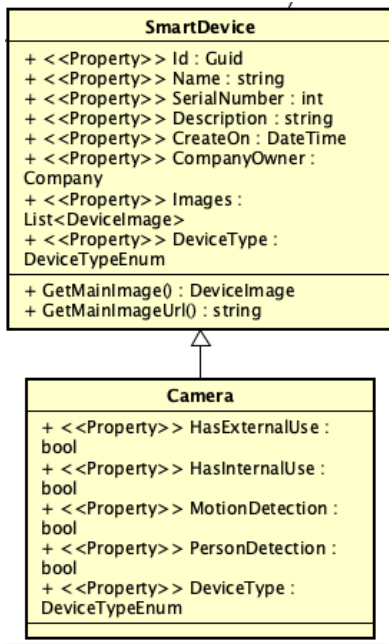 SmartDevice
+ <<Property>> Id : Guid
+ <<Property>> Name : string
+ <<Property>> SerialNumber : int
+ <<Property>> Description : string
+ <<Property>> CreateOn : DateTime
+ <<Property>> CompanyOwner :
Company
+ <<Property>> Images :
List<DeviceImage>
+ <<Property>> DeviceType :
DeviceTypeEnum
+ GetMainImage() : DeviceImage
+ GetMainImageUrl() : string
Camera
+ <<Property>> HasExternalUse :
bool
+ <<Property>> HasInternalUse :
bool
+ <<Property>> MotionDetection :
bool
+ <<Property>> PersonDetection :
bool
+ <<Property>> DeviceType :
DeviceTypeEnum